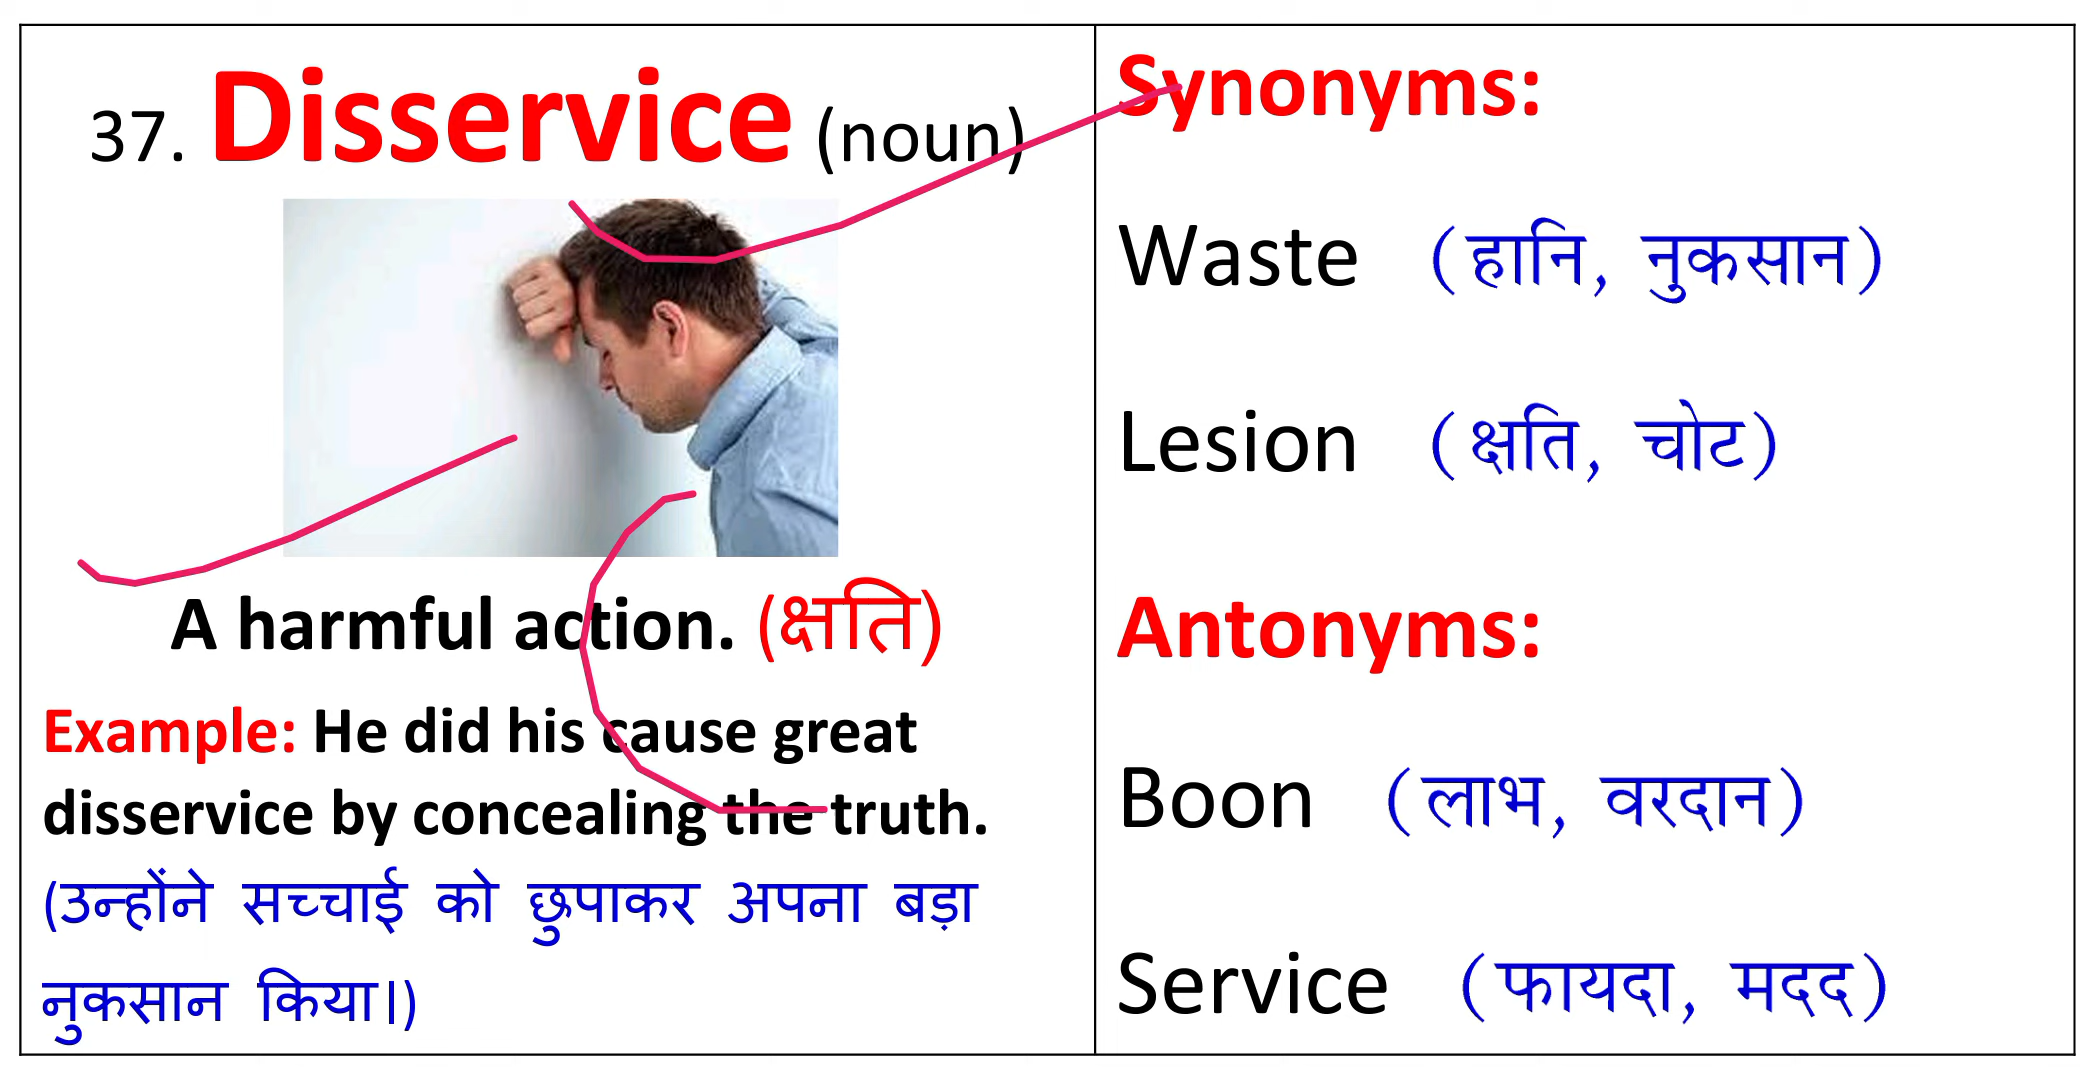 37. Disservice (noun)
A harmful action. (क्षति)
Example: He did his cause great
disservice by concealing the truth.
(उन्होंने सच्चाई को छुपाकर अपना बड़ा
नुकसान किया।)
Synonyms:
Waste (हानि, नुकसान)
Lesion (क्षति, चोट)
Antonyms:
Boon (लाभ, वरदान)
Service (फायदा, मदद)